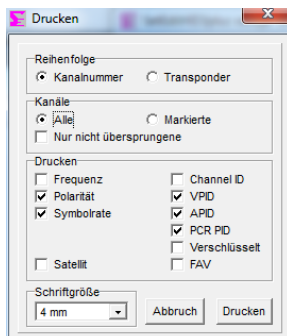 Drucken
Reihenfolge
Kanalnummer Transponder
Kanäle
Alle Markierte
Nur nicht übersprungene
Drucken
Frequenz Channel ID
Polarität VPID
Symbolrate APID
PCR PID
Verschlüsselt
Satellit FAV
Schriftgröße
4 mm Abbruch Drucken